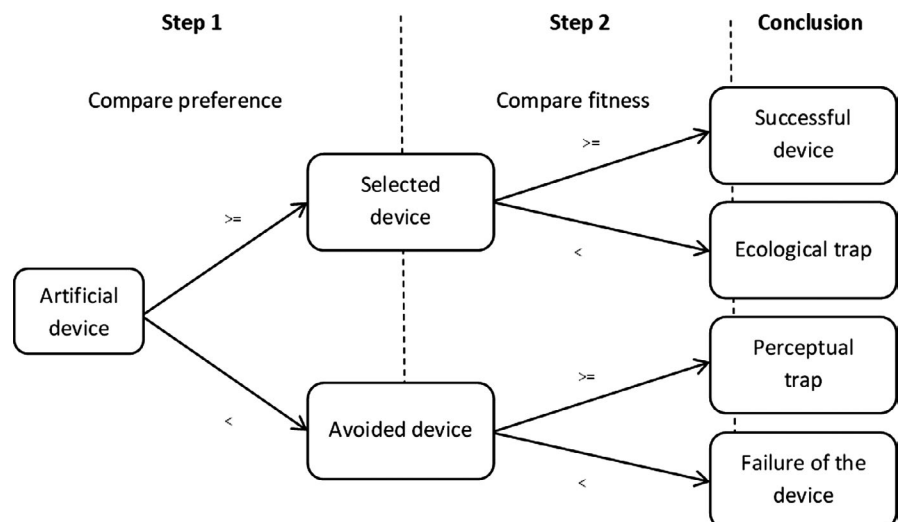 Step 1
Step 2
Conclusion
Compare preference
Compare fitness
Successful
device
>=
Selected
device
>=
<
Ecological trap
Artificial
device
Perceptual
trap
>=
<
Avoided device
<
Failure of the
device